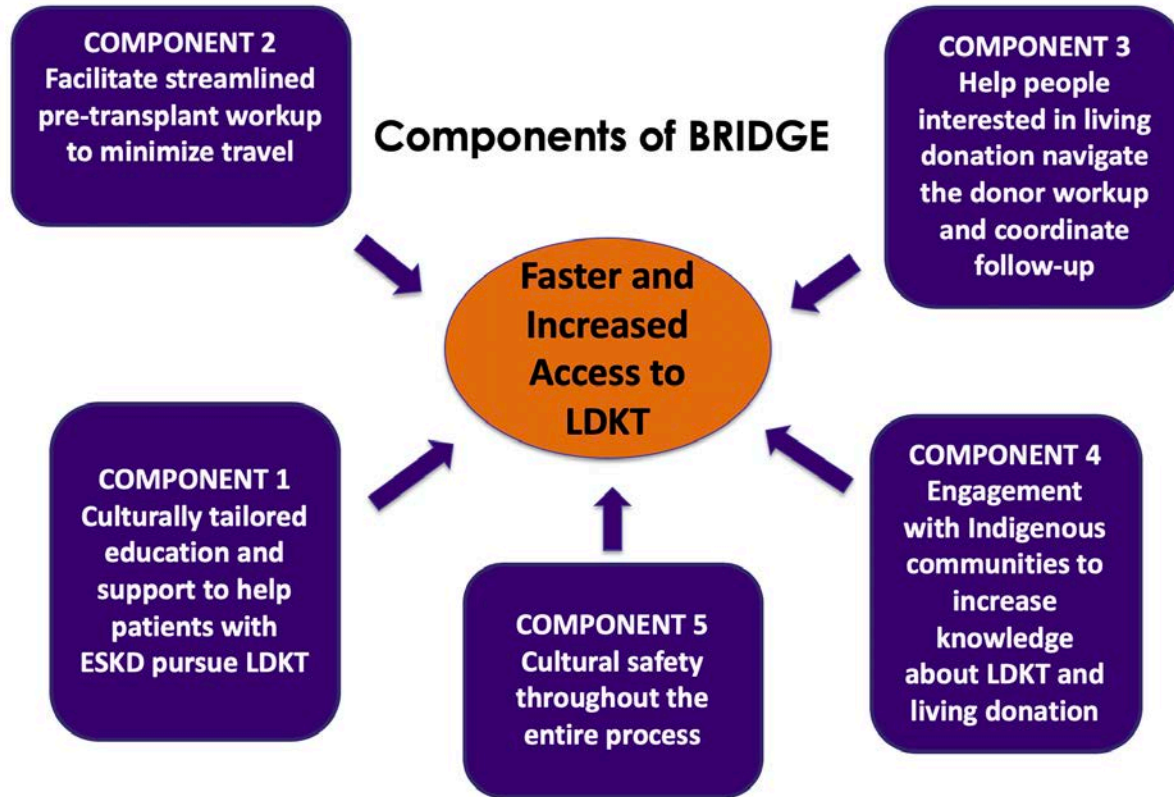 COMPONENT 2
Facilitate streamlined
pre-transplant workup
to minimize travel
Components of BRIDGE
COMPONENT 3
Help people
interested in living
donation navigate
the donor workup
and coordinate
follow-up
Faster and
Increased
Access to
LDKT
COMPONENT 1
Culturally tailored
education and
support to help
patients with
ESKD pursue LDKT
COMPONENT 5
Cultural safety
throughout the
entire process
COMPONENT 4
Engagement
with Indigenous
communities to
increase
knowledge
about LDKT and
living donation